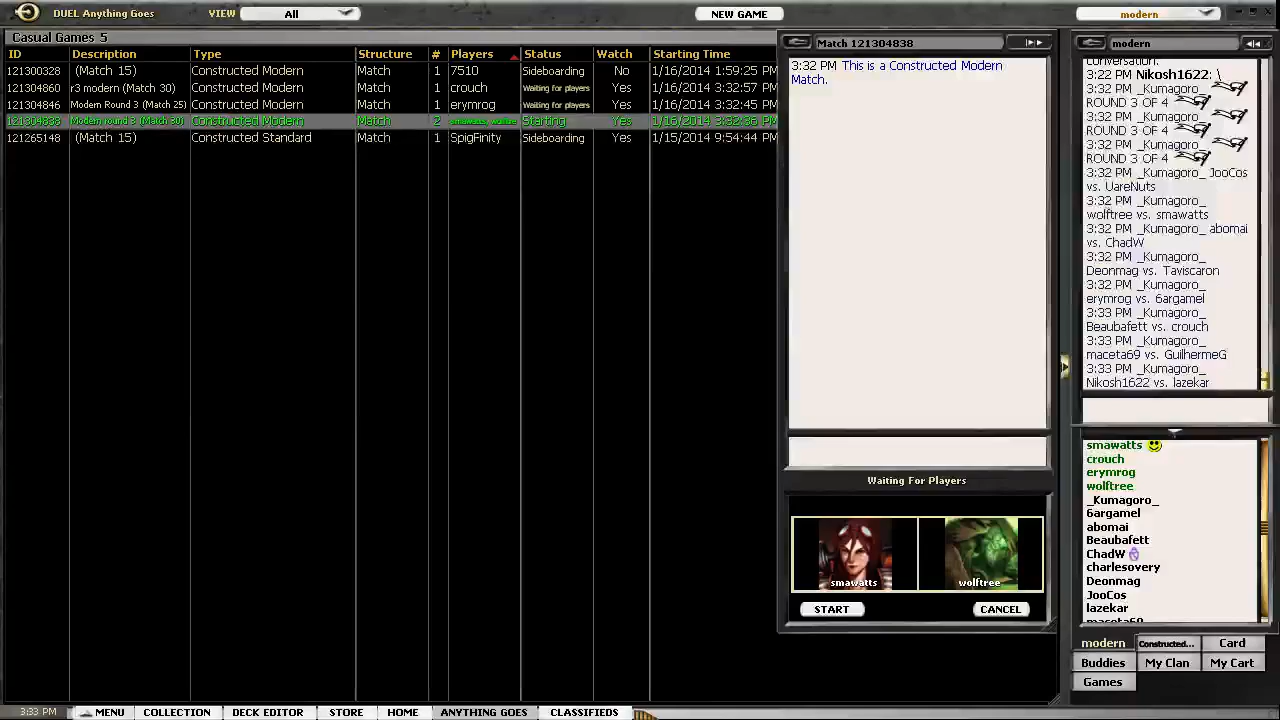 DUEL Anything Goes VIEW All NEW GAME modern
Casual Games 5
ID Description Type Structure # Players Status Watch Starting Time
121300328 (Match 15) Constructed Modern Match 1 7510 Sideboarding No 1/16/2014 1:59:25 PM
121304860 r3 modern (Match 30) Constructed Modern Match 1 crouch Waiting for players Yes 1/16/2014 3:32:57 PM
121304846 Modern Round 3 (Match 25) Constructed Modern Match 1 erymrog Waiting for players Yes 1/16/2014 3:32:45 PM
121304838 Modern round 3 (Match 30) Constructed Modern Match 2 smawatts, wolftre Starting Yes 1/16/2014 3:32:36 PM
121265148 (Match 15) Constructed Standard Match 1 SpigFinity Sideboarding Yes 1/15/2014 9:54:44 PM
Match 121304838
3:32 PM This is a Constructed Modern
Match.
Waiting For Players
smawatts wolftree
START CANCEL
modern
conversation.
3:22 PM Nikosh1622: \
3:32 PM _Kumagoro_
ROUND 3 OF 4
3:32 PM _Kumagoro_
ROUND 3 OF 4
3:32 PM _Kumagoro_
ROUND 3 OF 4
3:32 PM _Kumagoro_ JooCos
vs. UareNuts
3:32 PM _Kumagoro_
wolftree vs. smawatts
3:32 PM _Kumagoro_ abomai
vs. ChadW
3:32 PM _Kumagoro_
Deonmag vs. Taviscaron
3:32 PM _Kumagoro_
erymrog vs. 6argamel
3:33 PM _Kumagoro_
Beaubafett vs. crouch
3:33 PM _Kumagoro_
maceta69 vs. GuilhermeG
3:33 PM _Kumagoro_
Nikosh1622 vs. lazekar
smawatts
crouch
erymrog
wolftree
_Kumagoro_
6argamel
abomai
Beaubafett
ChadW
charlesovery
Deonmag
JooCos
lazekar
maceta69
modern Constructed... Card
Buddies My Clan My Cart
Games
3:33 PM MENU COLLECTION DECK EDITOR STORE HOME ANYTHING GOES CLASSIFIEDS